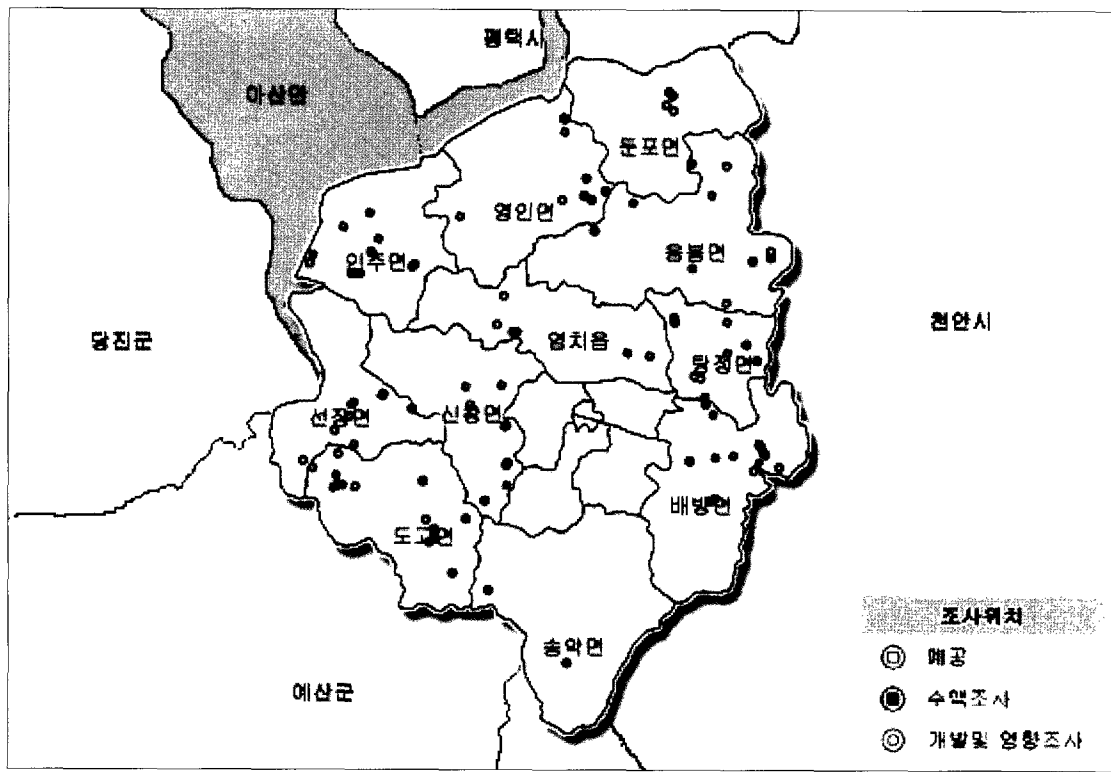 평택시
아산만
둔포면
영인면
음봉면
인주면
당진군
천안시
염치읍
탕정면
선장면
신창면
배방면
도고면
송악면
예산군
조사위치
폐공
수맥조사
개발및 영향조사